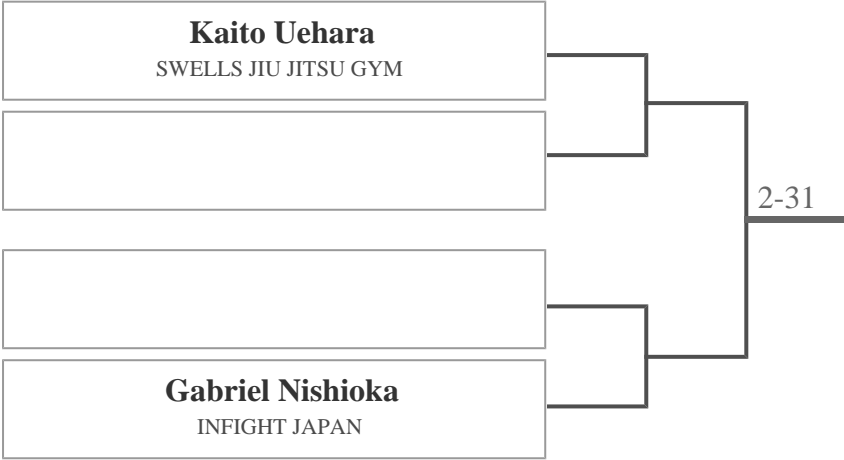 Kaito Uehara
SWELLS JIU JITSU GYM
2-31
Gabriel Nishioka
INFIGHT JAPAN